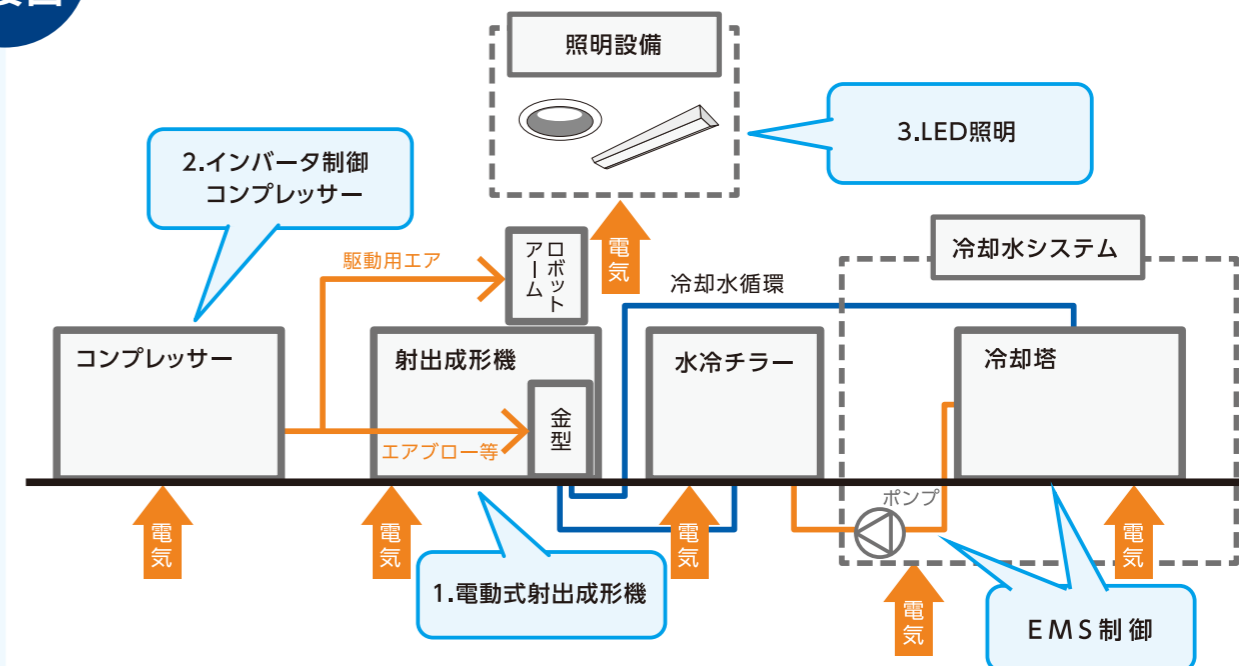 照明設備
3.LED照明
2.インバータ制御
コンプレッサー
駆動用エア
ロボット
アーム
電気
冷却水システム
冷却水循環
コンプレッサー
射出成形機
水冷チラー
冷却塔
金型
エアブロー等
ポンプ
電気
電気
電気
電気
電気
1.電動式射出成形機
EMS制御